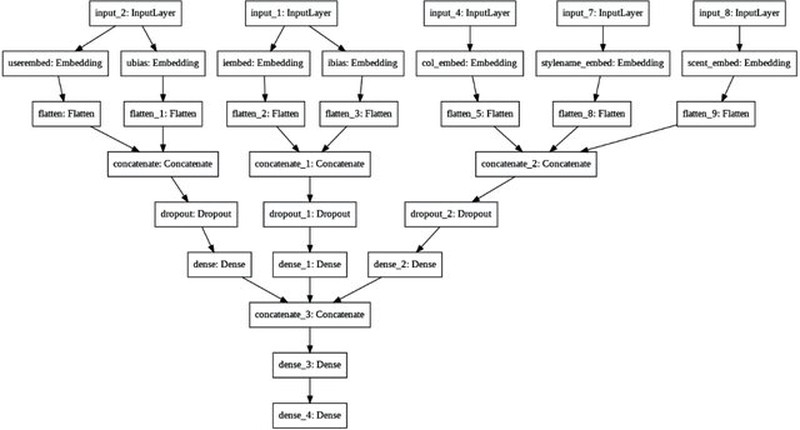 input_2: InputLayer
input_1: InputLayer
input_4: InputLayer
input_7: InputLayer
input_8: InputLayer
userembed: Embedding
ubias: Embedding
iembed: Embedding
ibias: Embedding
col_embed: Embedding
stylename_embed: Embedding
scent_embed: Embedding
flatten: Flatten
flatten_1: Flatten
flatten_2: Flatten
flatten_3: Flatten
flatten_5: Flatten
flatten_8: Flatten
flatten_9: Flatten
concatenate: Concatenate
concatenate_1: Concatenate
concatenate_2: Concatenate
dropout: Dropout
dropout_1: Dropout
dropout_2: Dropout
dense: Dense
dense_1: Dense
dense_2: Dense
concatenate_3: Concatenate
dense_3: Dense
dense_4: Dense